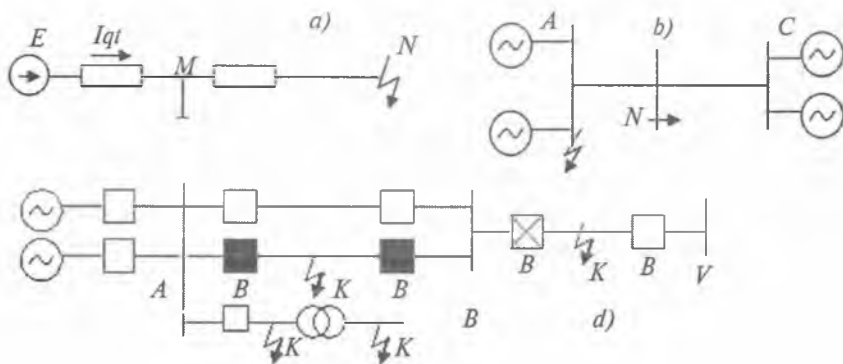 E Iqt a) N
M
A b) C
N
B K B V
A B K B B d)
K K